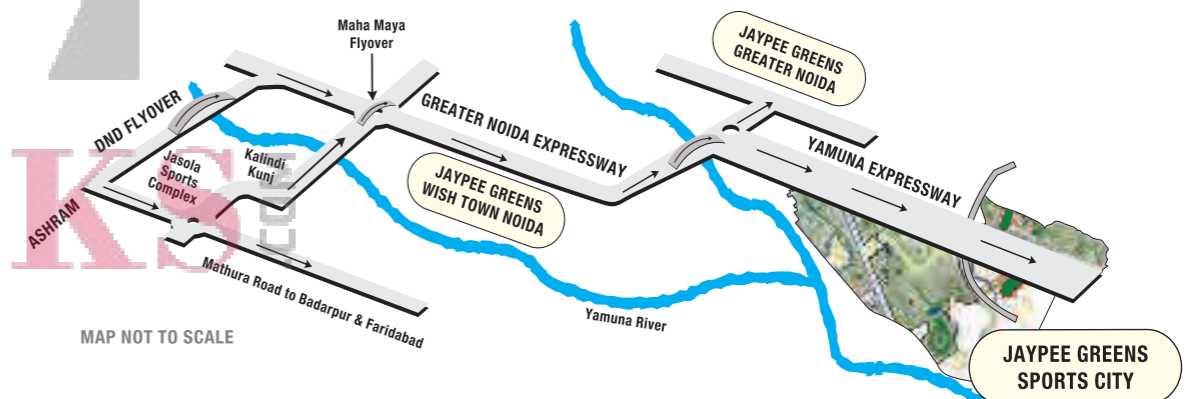 Maha Maya
Flyover
JAYPEE GREENS
GREATER NOIDA
DND FLYOVER
GREATER NOIDA EXPRESSWAY
YAMUNA EXPRESSWAY
Jasola
Sports
Complex
Kalindi
Kunj
JAYPEE GREENS
WISH TOWN NOIDA
ASHRAM
KS
.COM
Mathura Road to Badarpur & Faridabad
Yamuna River
MAP NOT TO SCALE
JAYPEE GREENS
SPORTS CITY